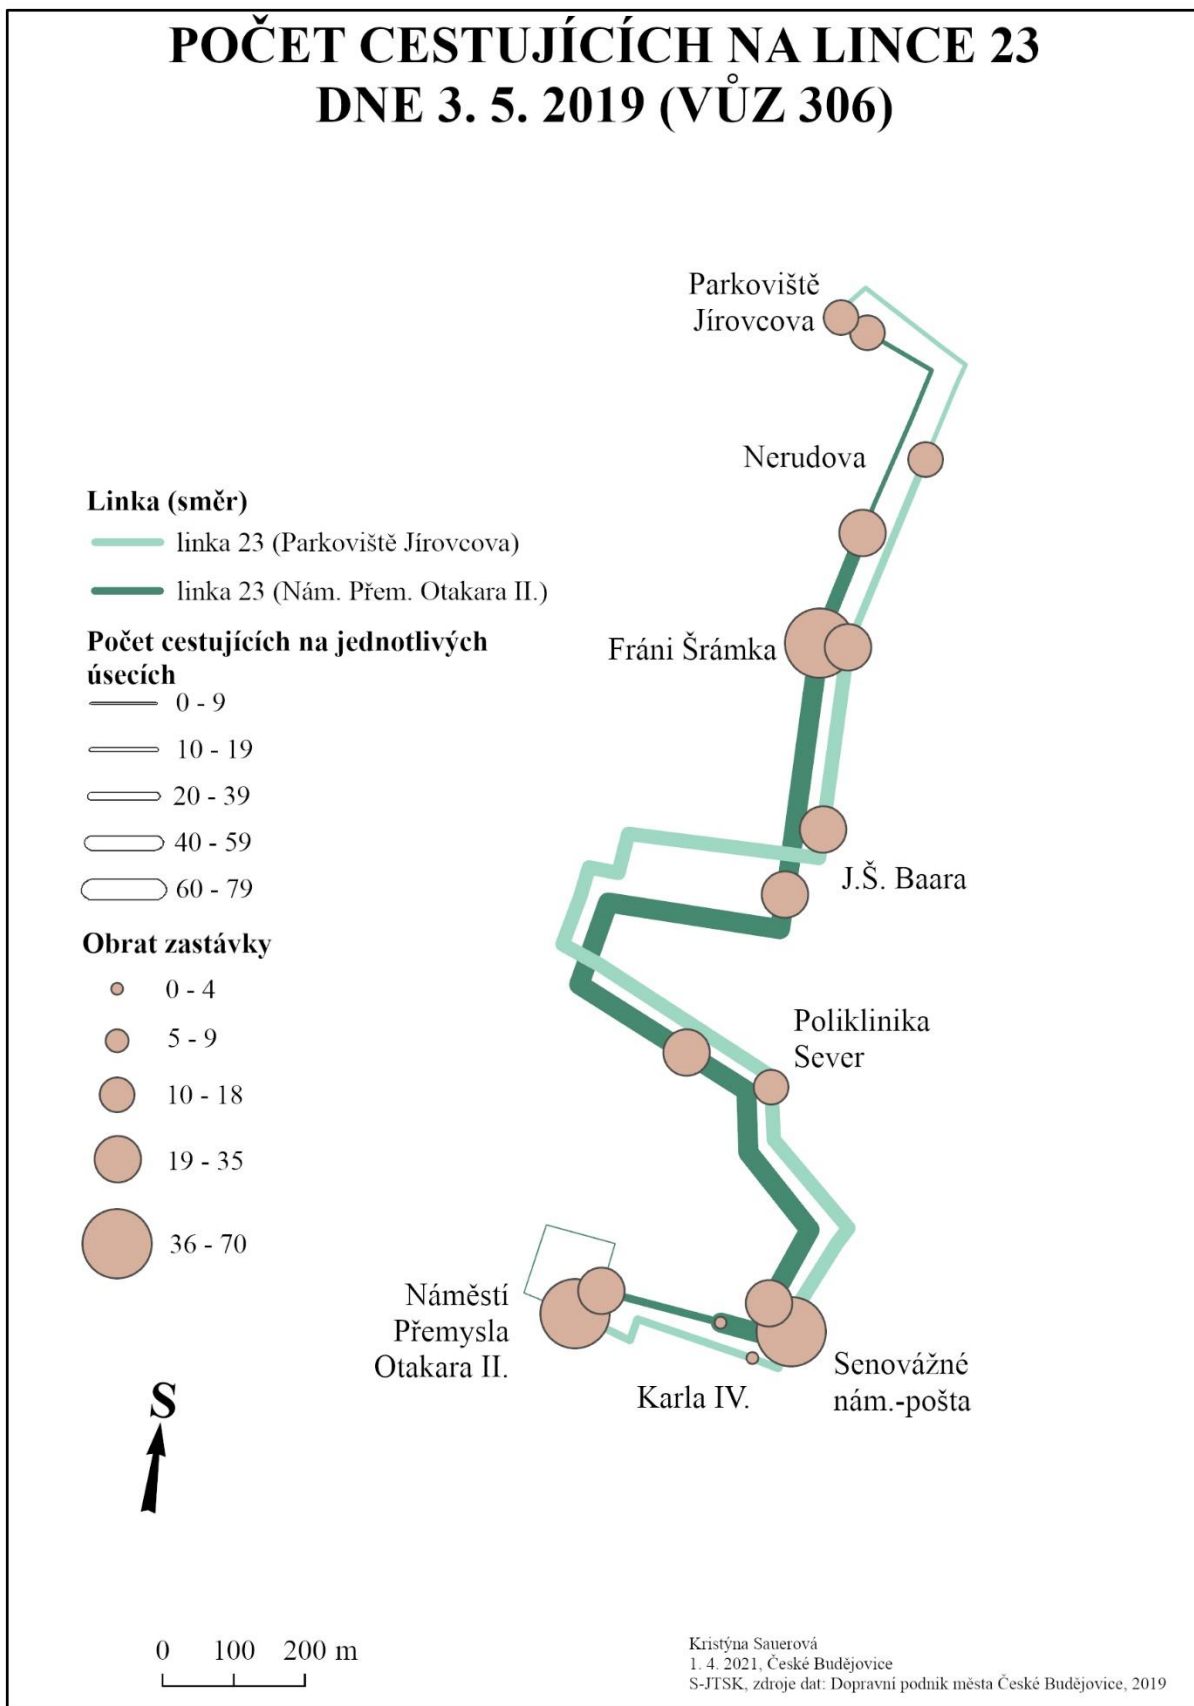 POČET CESTUJÍCÍCH NA LINCE 23
DNE 3. 5. 2019 (VŮZ 306)
Parkoviště
Jírovcova
Nerudova
Linka (směr)
linka 23 (Parkoviště Jírovcova)
linka 23 (Nám. Přem. Otakara II.)
Počet cestujících na jednotlivých
úsecích
0 - 9
10 - 19
20 - 39
40 - 59
60 - 79
Fráni Šrámka
J.Š. Baara
Obrat zastávky
0 - 4
5 - 9
10 - 18
19 - 35
36 - 70
Poliklinika
Sever
Náměstí
Přemysla
Otakara II.
Karla IV.
Senovážné
nám.-pošta
S
0 100 200 m
Kristýna Sauerová
1. 4. 2021, České Budějovice
S-JTSK, zdroje dat: Dopravní podnik města České Budějovice, 2019